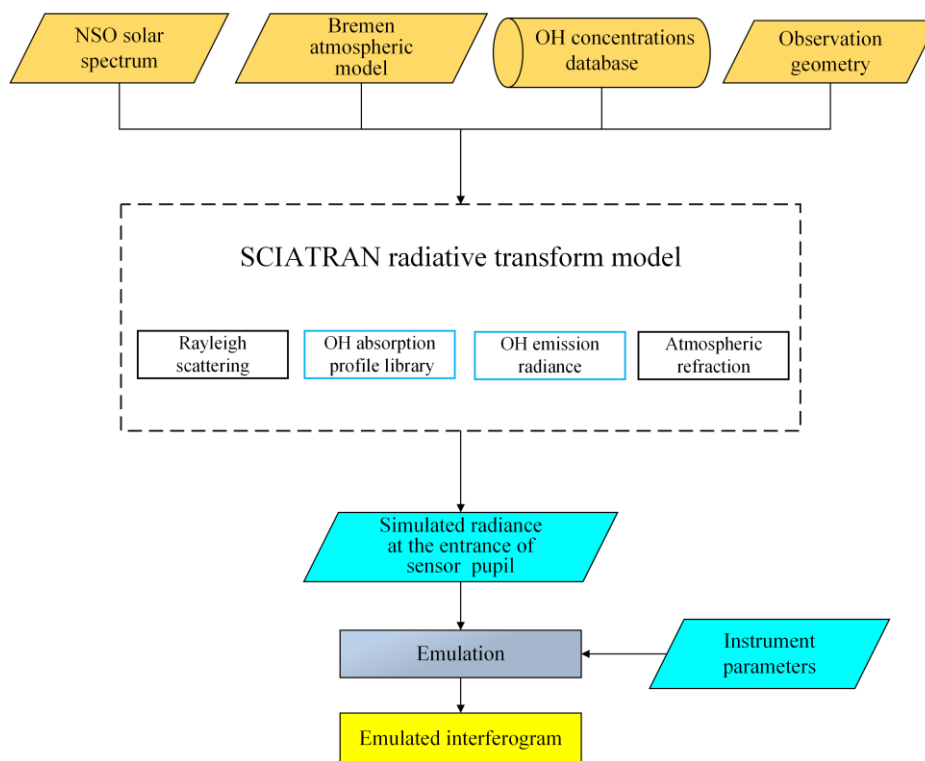 NSO solar
spectrum
Bremen
atmospheric
model
OH concentrations
database
Observation
geometry
SCIATRAN radiative transform model
Rayleigh
scattering
OH absorption
profile library
OH emission
radiance
Atmospheric
refraction
Simulated radiance
at the entrance of
sensor pupil
Emulation
Instrument
parameters
Emulated interferogram